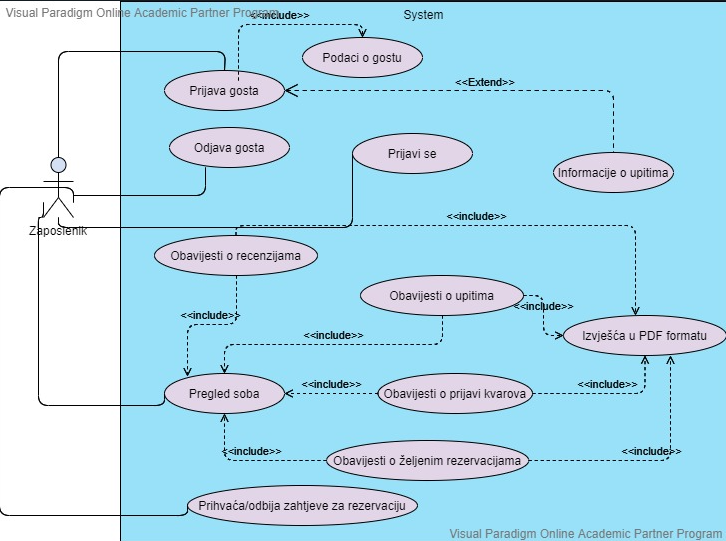 Visual Paradigm Online Academic Partner Program
System
<<include>>
Podaci o gostu
Prijava gosta
<<Extend>>
Odjava gosta
Prijavi se
Informacije o upitima
Zaposlenik
<<include>>
Obavijesti o recenzijama
Obavijesti o upitima
<<include>>
<<include>>
<<include>>
Izvješća u PDF formatu
Pregled soba
<<include>>
Obavijesti o prijavi kvarova
<<include>>
<<include>>
Obavijesti o željenim rezervacijama
<<include>>
Prihvaća/odbija zahtjeve za rezervaciju
Visual Paradigm Online Academic Partner Program